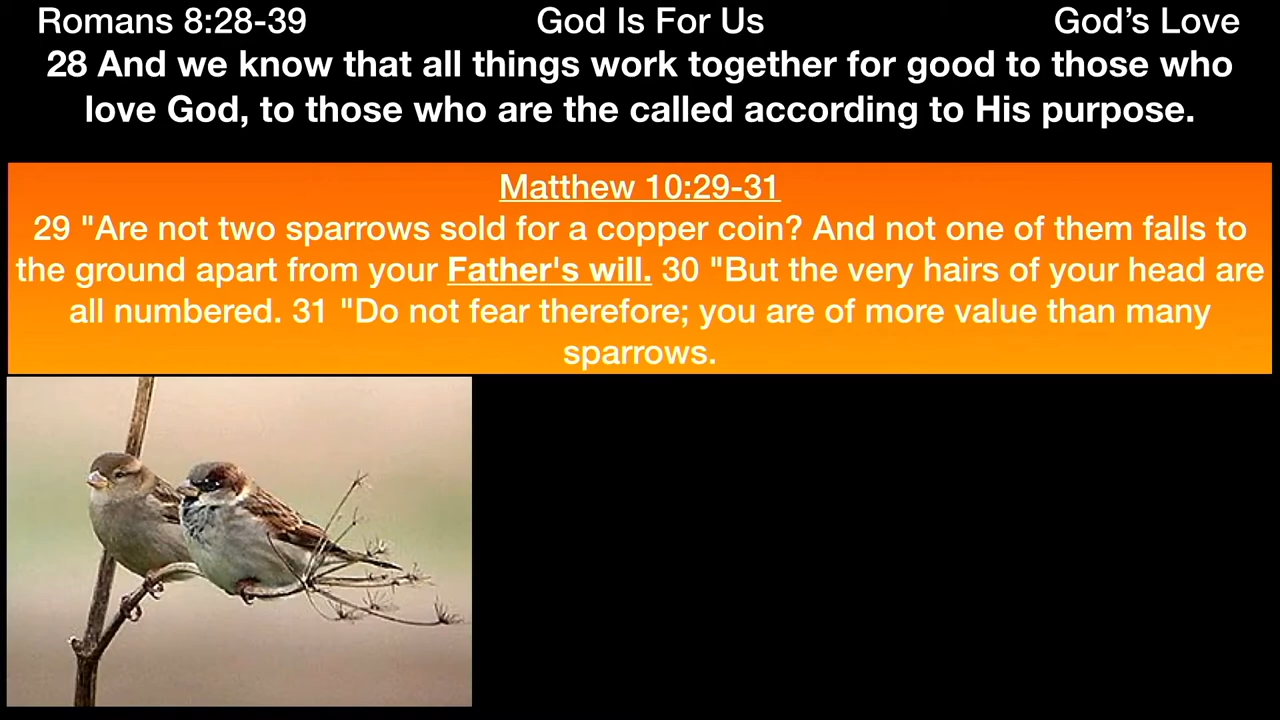 Romans 8:28-39 God Is For Us God’s Love
28 And we know that all things work together for good to those who
love God, to those who are the called according to His purpose.
Matthew 10:29-31
29 "Are not two sparrows sold for a copper coin? And not one of them falls to
the ground apart from your Father's will. 30 "But the very hairs of your head are
all numbered. 31 "Do not fear therefore; you are of more value than many
sparrows.